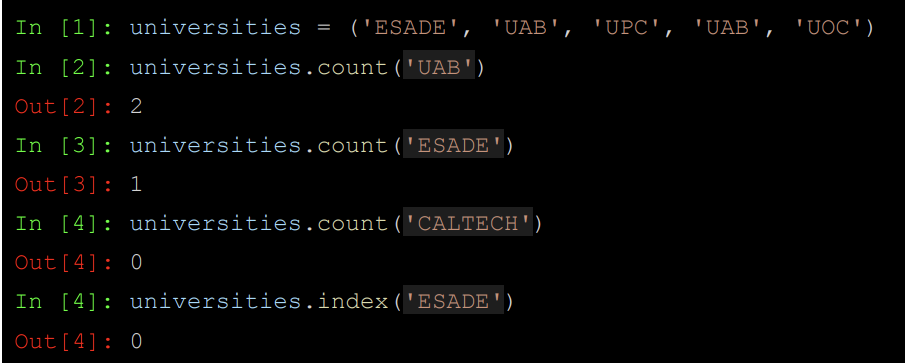 In [1]: universities = ('ESADE', 'UAB', 'UPC', 'UAB', 'UOC')
In [2]: universities.count('UAB')
Out[2]: 2
In [3]: universities.count('ESADE')
Out[3]: 1
In [4]: universities.count('CALTECH')
Out[4]: 0
In [4]: universities.index('ESADE')
Out[4]: 0